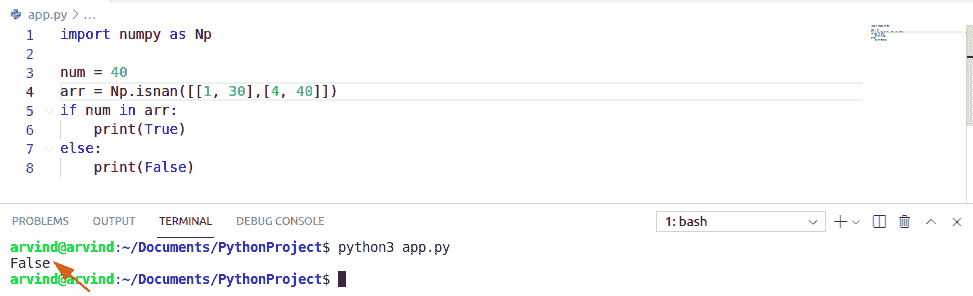 app.py > ...
1 import numpy as Np
2
3 num = 40
4 arr = Np.isnan([[1, 30],[4, 40]])
5 if num in arr:
6     print(True)
7 else:
8     print(False)
PROBLEMS OUTPUT TERMINAL DEBUG CONSOLE 1: bash
arvind@arvind:~/Documents/PythonProject$ python3 app.py
False
arvind@arvind:~/Documents/PythonProject$